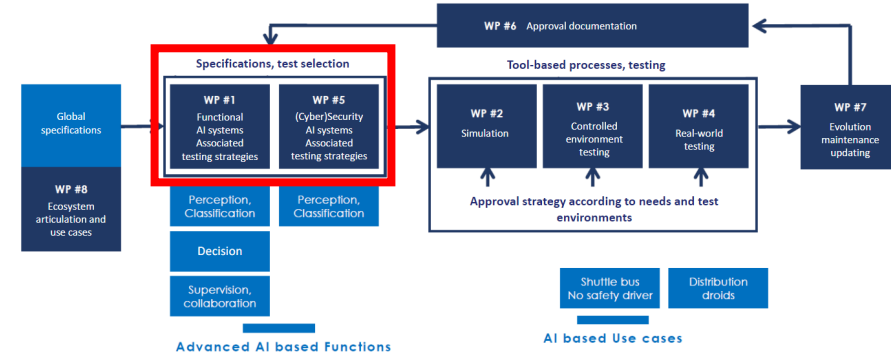 WP #6 Approval documentation
Specifications, test selection
Tool-based processes, testing
Global
specifications
WP #8
Ecosystem
articulation and
use cases
WP #1
Functional
AI systems
Associated
testing strategies
WP #5
(Cyber)Security
AI systems
Associated
testing strategies
WP #2
Simulation
WP #3
Controlled
environment
testing
WP #4
Real-world
testing
WP #7
Evolution
maintenance
updating
Approval strategy according to needs and test
environments
Perception,
Classification
Perception,
Classification
Decision
Supervision,
collaboration
Advanced AI based Functions
Shuttle bus
No safety driver
Distribution
droids
AI based Use cases